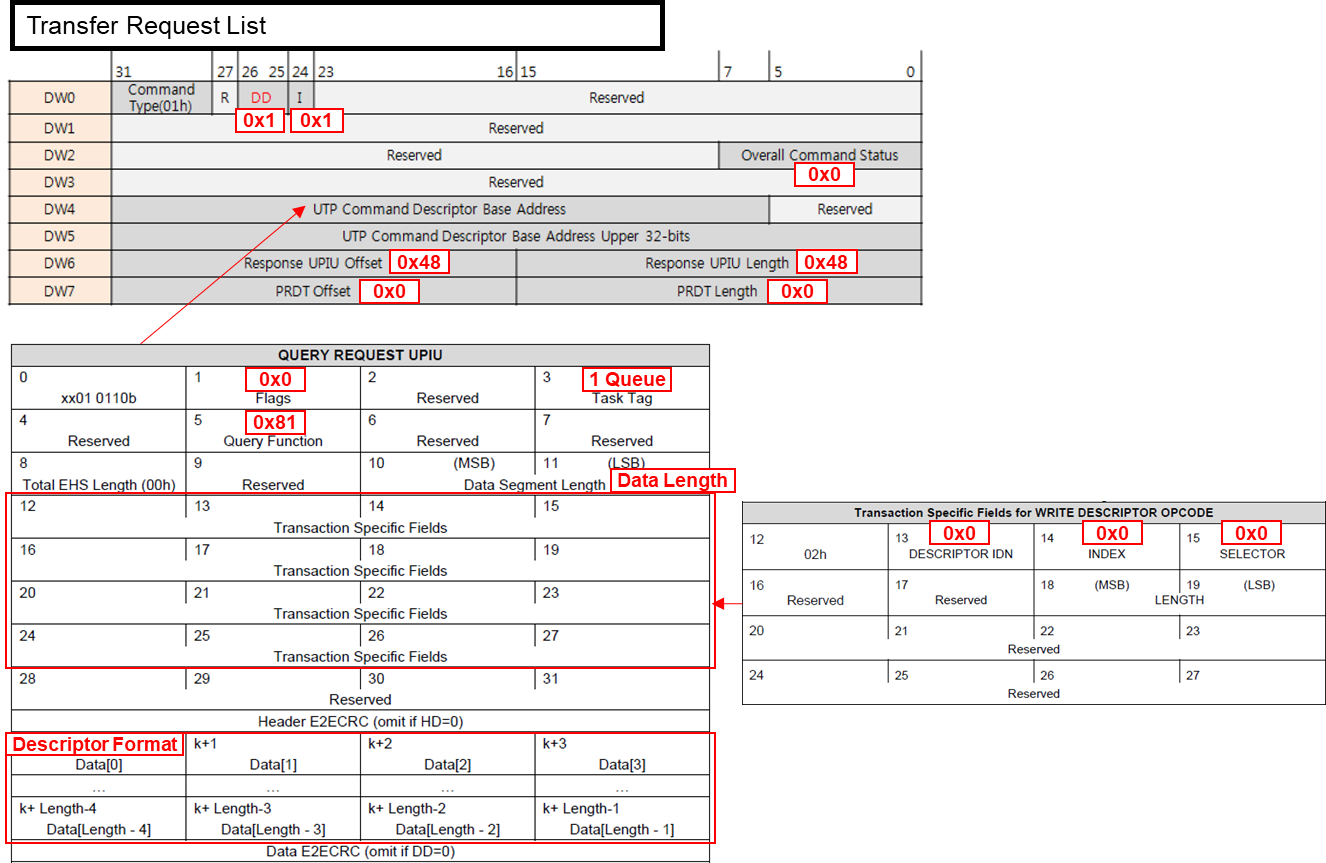 Transfer Request List
31 27 26 25 24 23 16 15 7 5 0
DW0 Command Type(01h) R DD I Reserved
0x1 0x1
DW1 Reserved
DW2 Reserved Overall Command Status
0x0
DW3 Reserved
DW4 UTP Command Descriptor Base Address Reserved
DW5 UTP Command Descriptor Base Address Upper 32-bits
DW6 Response UPIU Offset 0x48 Response UPIU Length 0x48
DW7 PRDT Offset 0x0 PRDT Length 0x0
QUERY REQUEST UPIU
0 1 0x0 2 3 1 Queue
xx01 0110b Flags Reserved Task Tag
4 5 0x81 6 7
Reserved Query Function Reserved Reserved
8 9 10 (MSB) 11 (LSB)
Total EHS Length (00h) Reserved Data Segment Length Data Length
12 13 14 15
Transaction Specific Fields
16 17 18 19
Transaction Specific Fields
20 21 22 23
Transaction Specific Fields
24 25 26 27
Transaction Specific Fields
28 29 30 31
Reserved
Header E2ECRC (omit if HD=0)
Descriptor Format k+1 k+2 k+3
Data[0] Data[1] Data[2] Data[3]
... ... ... ...
k+ Length-4 k+ Length-3 k+ Length-2 k+ Length-1
Data[Length - 4] Data[Length - 3] Data[Length - 2] Data[Length - 1]
Data E2ECRC (omit if DD=0)
Transaction Specific Fields for WRITE DESCRIPTOR OPCODE
12 13 0x0 14 0x0 15 0x0
02h DESCRIPTOR IDN INDEX SELECTOR
16 17 18 (MSB) 19 (LSB)
Reserved Reserved LENGTH
20 21 22 23
Reserved
24 25 26 27
Reserved